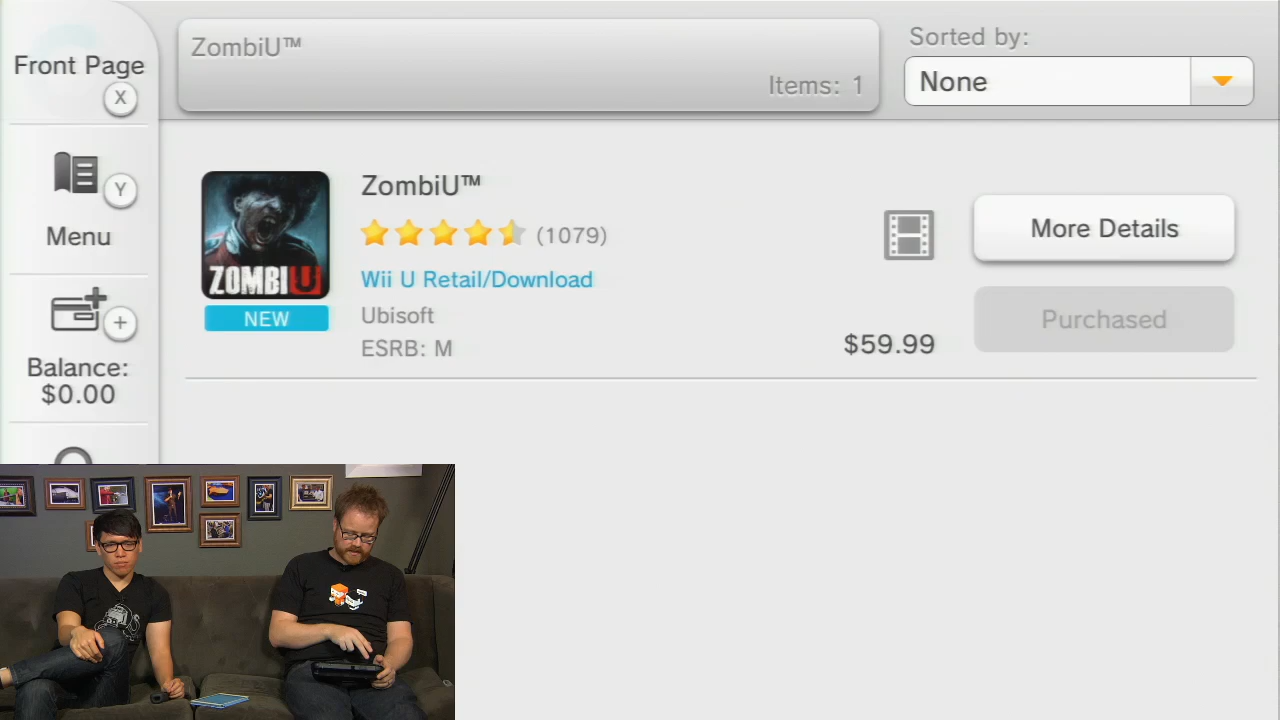 Front Page
X
Y
Menu
+
Balance:
$0.00
ZombiU™
Items: 1
Sorted by:
None
ZOMBIU
NEW
ZombiU™
(1079)
Wii U Retail/Download
Ubisoft
ESRB: M
$59.99
More Details
Purchased